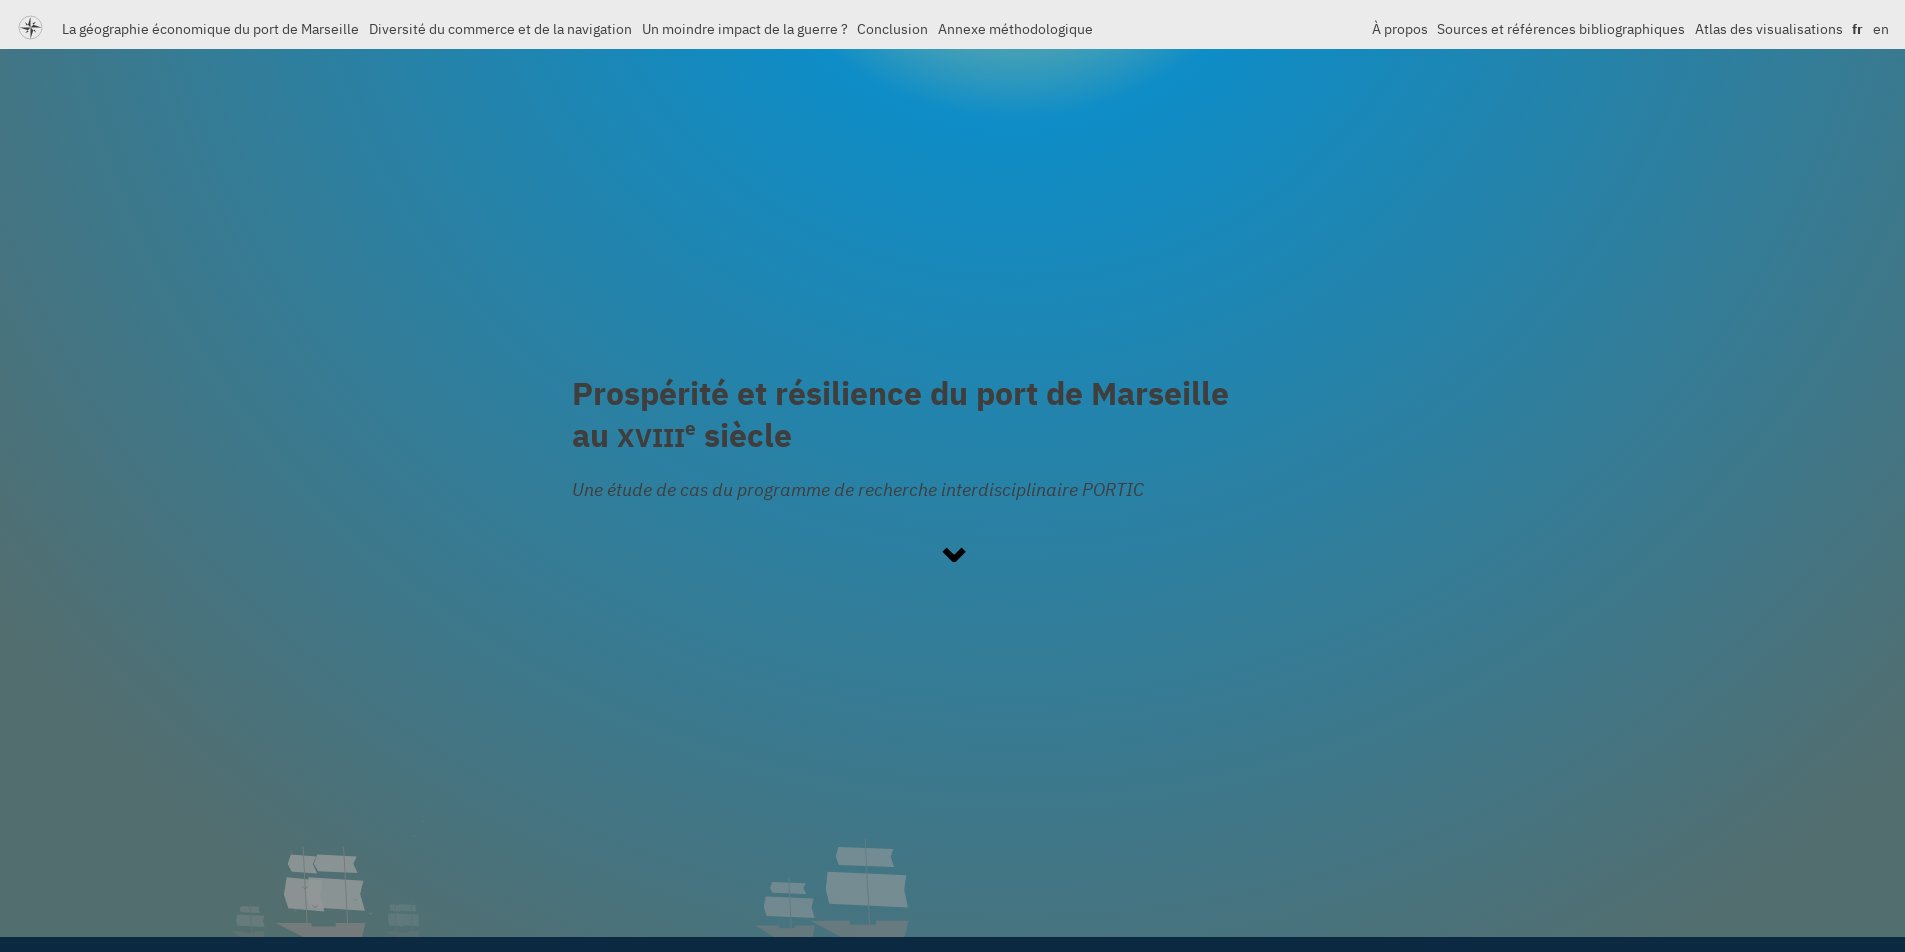 La géographie économique du port de Marseille Diversité du commerce et de la navigation Un moindre impact de la guerre ? Conclusion Annexe méthodologique À propos Sources et références bibliographiques Atlas des visualisations fr en
Prospérité et résilience du port de Marseille
au XVIIIe siècle
Une étude de cas du programme de recherche interdisciplinaire PORTIC